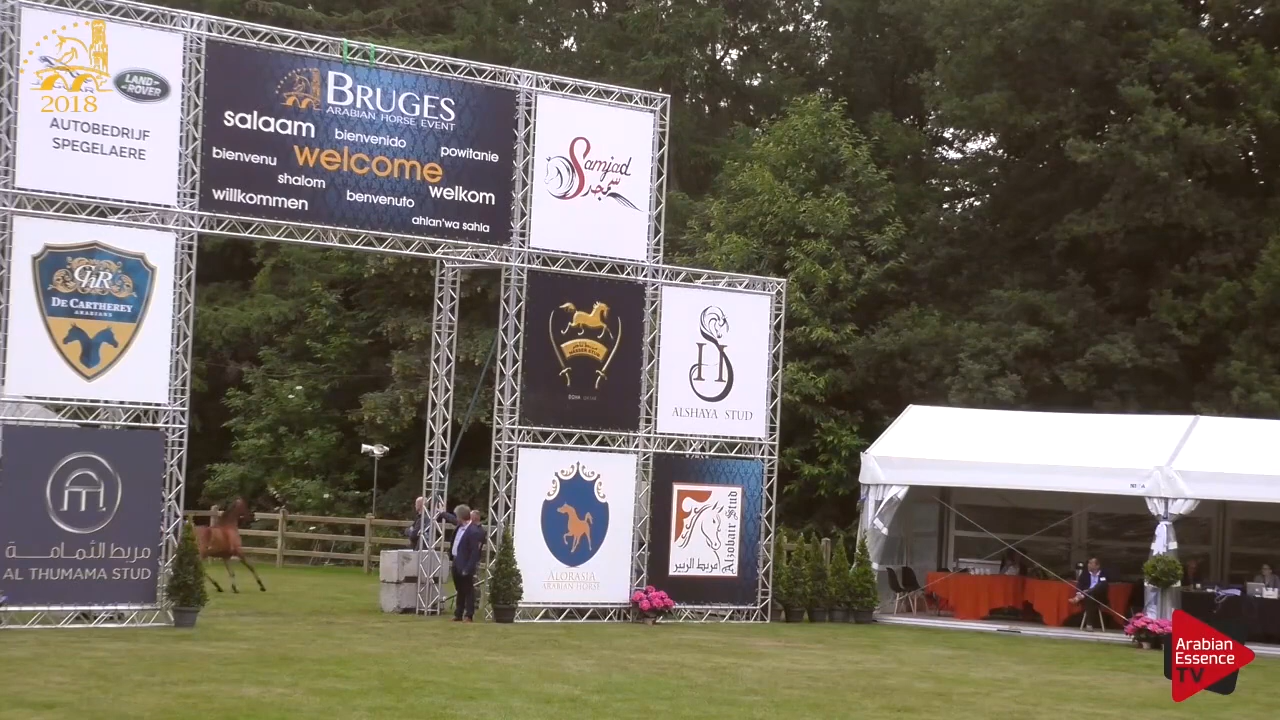 2018
LAND-
ROVER
AUTOBEDRIJF
SPEGELAERE
BRUGES
ARABIAN HORSE EVENT
salaam
bienvenido
powitanie
bienvenu
welcome
shalom
welkom
willkommen
benvenuto
ahlan'wa sahla
Samjad
سمجد
CHR
DE CARTHEREY
ARABIANS
ALSHAYA STUD
مربط الثمامة
AL THUMAMA STUD
ALORASIA
ARABIAN HORSE
Alzobair Stud
مربط الزبير
Arabian
Essence
TV